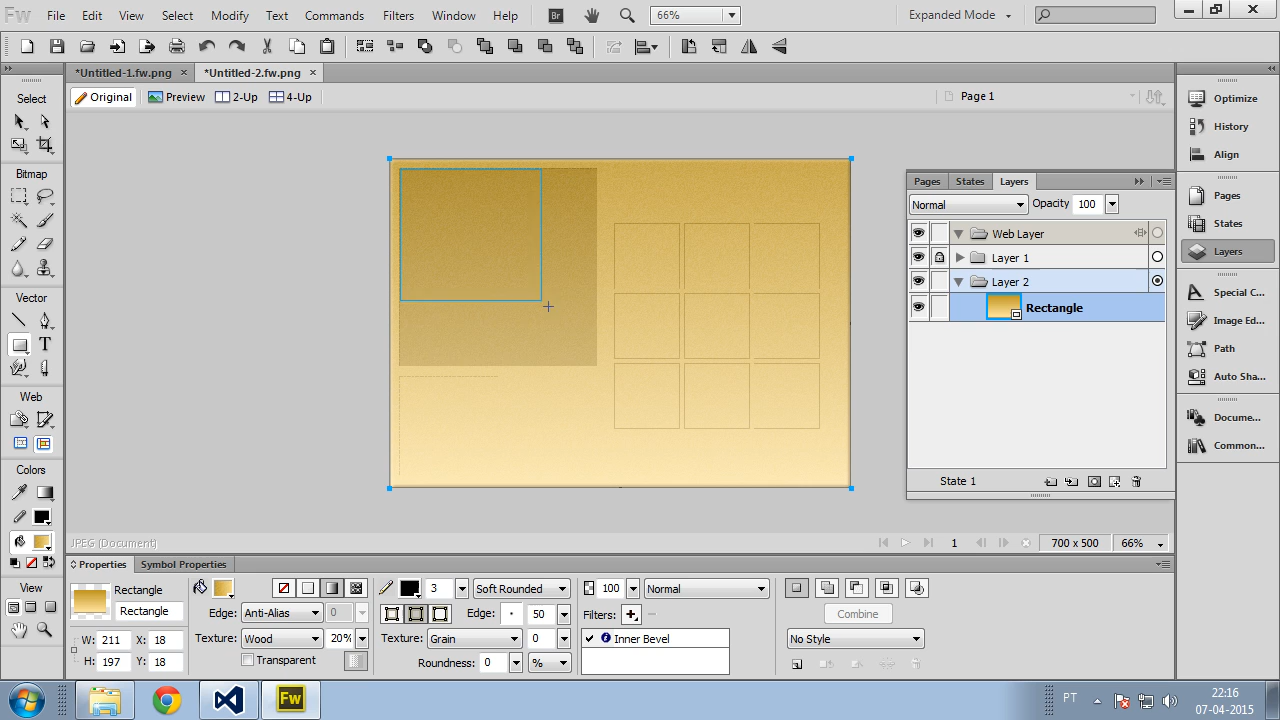 Fw File Edit View Select Modify Text Commands Filters Window Help Br 66% Expanded Mode
*Untitled-1.fw.png × *Untitled-2.fw.png ×
Original Preview 2-Up 4-Up Page 1
Select
Bitmap
Vector
T
Web
Colors
View
Optimize
History
Align
Pages
States
Layers
Special C...
Image Ed...
Path
Auto Sha...
Docume...
Common...
Pages States Layers
Normal Opacity 100
Web Layer
Layer 1
Layer 2
Rectangle
State 1
JPEG (Document) 1 700 x 500 66%
Properties Symbol Properties
Rectangle 3 Soft Rounded 100 Normal
Rectangle Edge: Anti-Alias 0 Edge: 50 Filters: Combine
W: 211 X: 18 Texture: Wood 20% Texture: Grain 0 Inner Bevel No Style
H: 197 Y: 18 Transparent Roundness: 0 %
Fw PT 22:16
07-04-2015